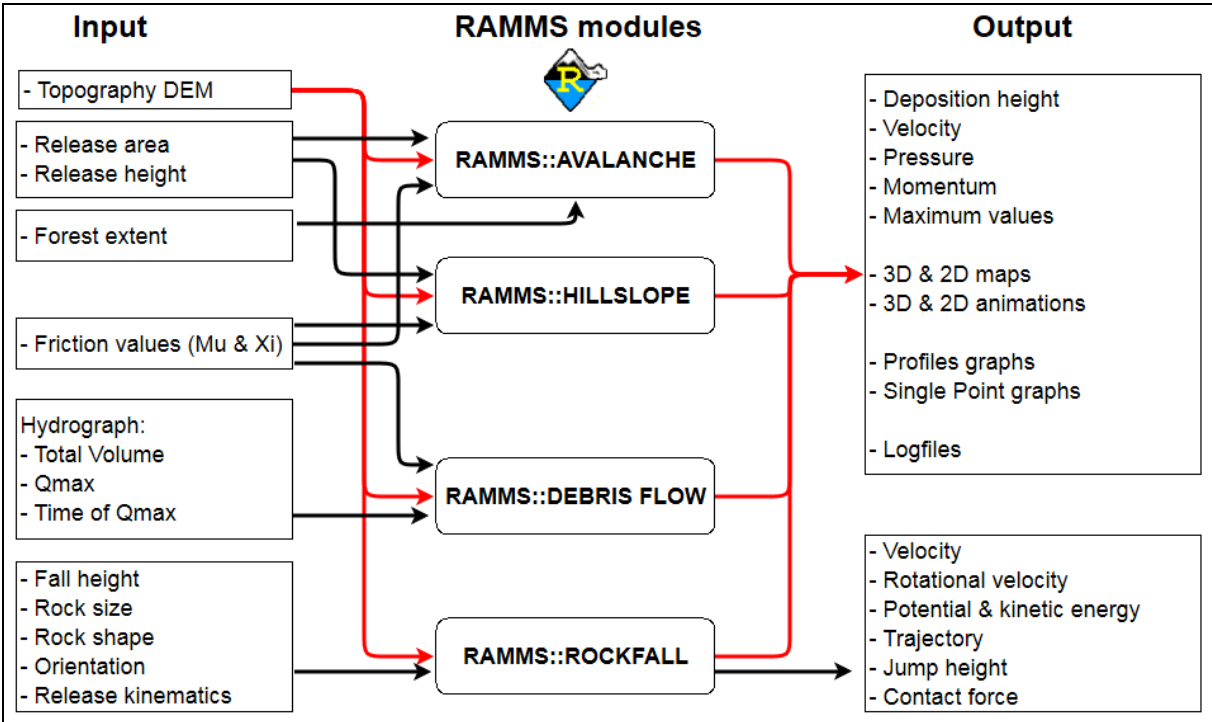 Input
RAMMS modules
Output
R
- Topography DEM
- Release area
- Release height
- Forest extent
- Friction values (Mu & Xi)
Hydrograph:
- Total Volume
- Qmax
- Time of Qmax
- Fall height
- Rock size
- Rock shape
- Orientation
- Release kinematics
RAMMS::AVALANCHE
RAMMS::HILLSLOPE
RAMMS::DEBRIS FLOW
RAMMS::ROCKFALL
- Deposition height
- Velocity
- Pressure
- Momentum
- Maximum values
- 3D & 2D maps
- 3D & 2D animations
- Profiles graphs
- Single Point graphs
- Logfiles
- Velocity
- Rotational velocity
- Potential & kinetic energy
- Trajectory
- Jump height
- Contact force